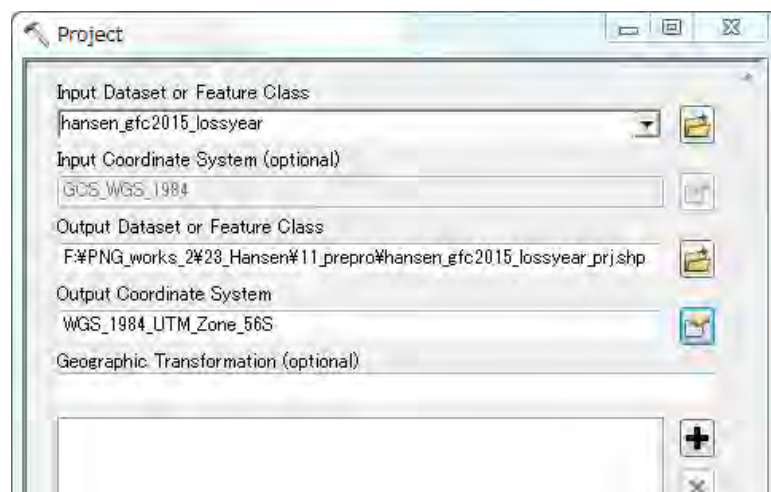 Project
Input Dataset or Feature Class
hansen_gfc2015_lossyear
Input Coordinate System (optional)
GCS_WGS_1984
Output Dataset or Feature Class
F:¥PNG_works_2¥23_Hansen¥11_prepro¥hansen_gfc2015_lossyear_prj.shp
Output Coordinate System
WGS_1984_UTM_Zone_56S
Geographic Transformation (optional)